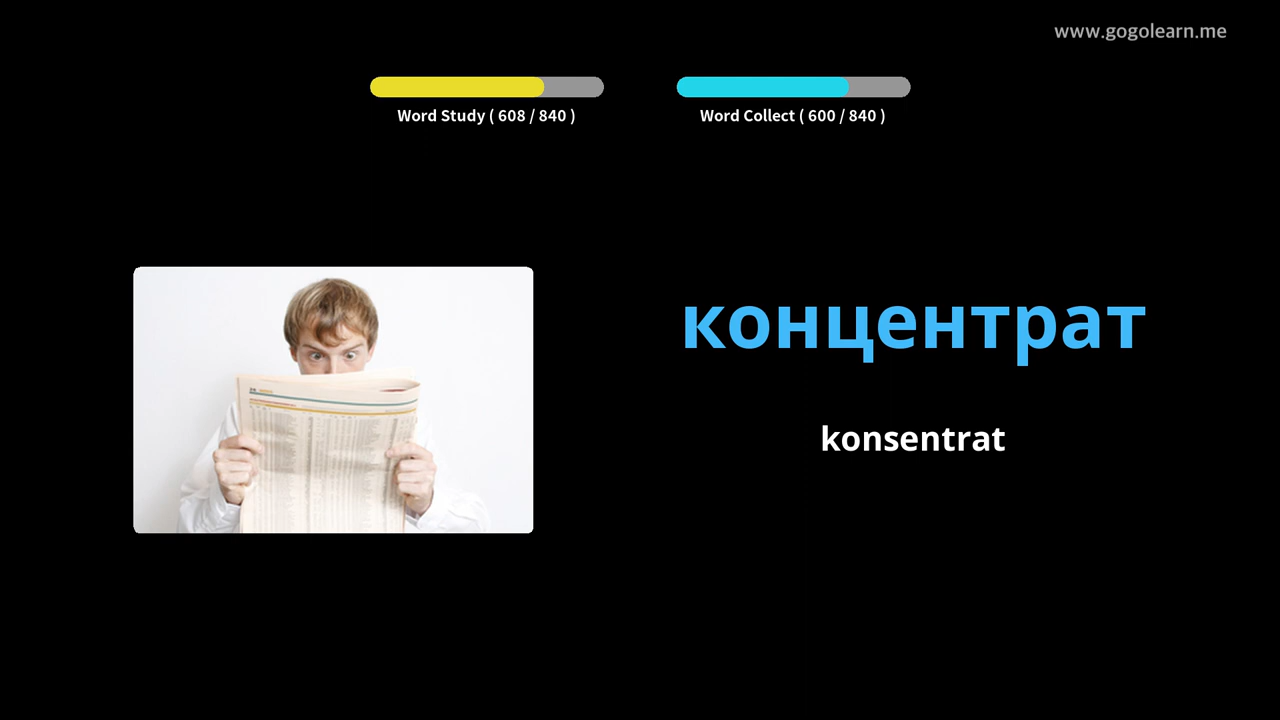 www.gogolearn.me
Word Study ( 608 / 840 )
Word Collect ( 600 / 840 )
концентрат
konsentrat